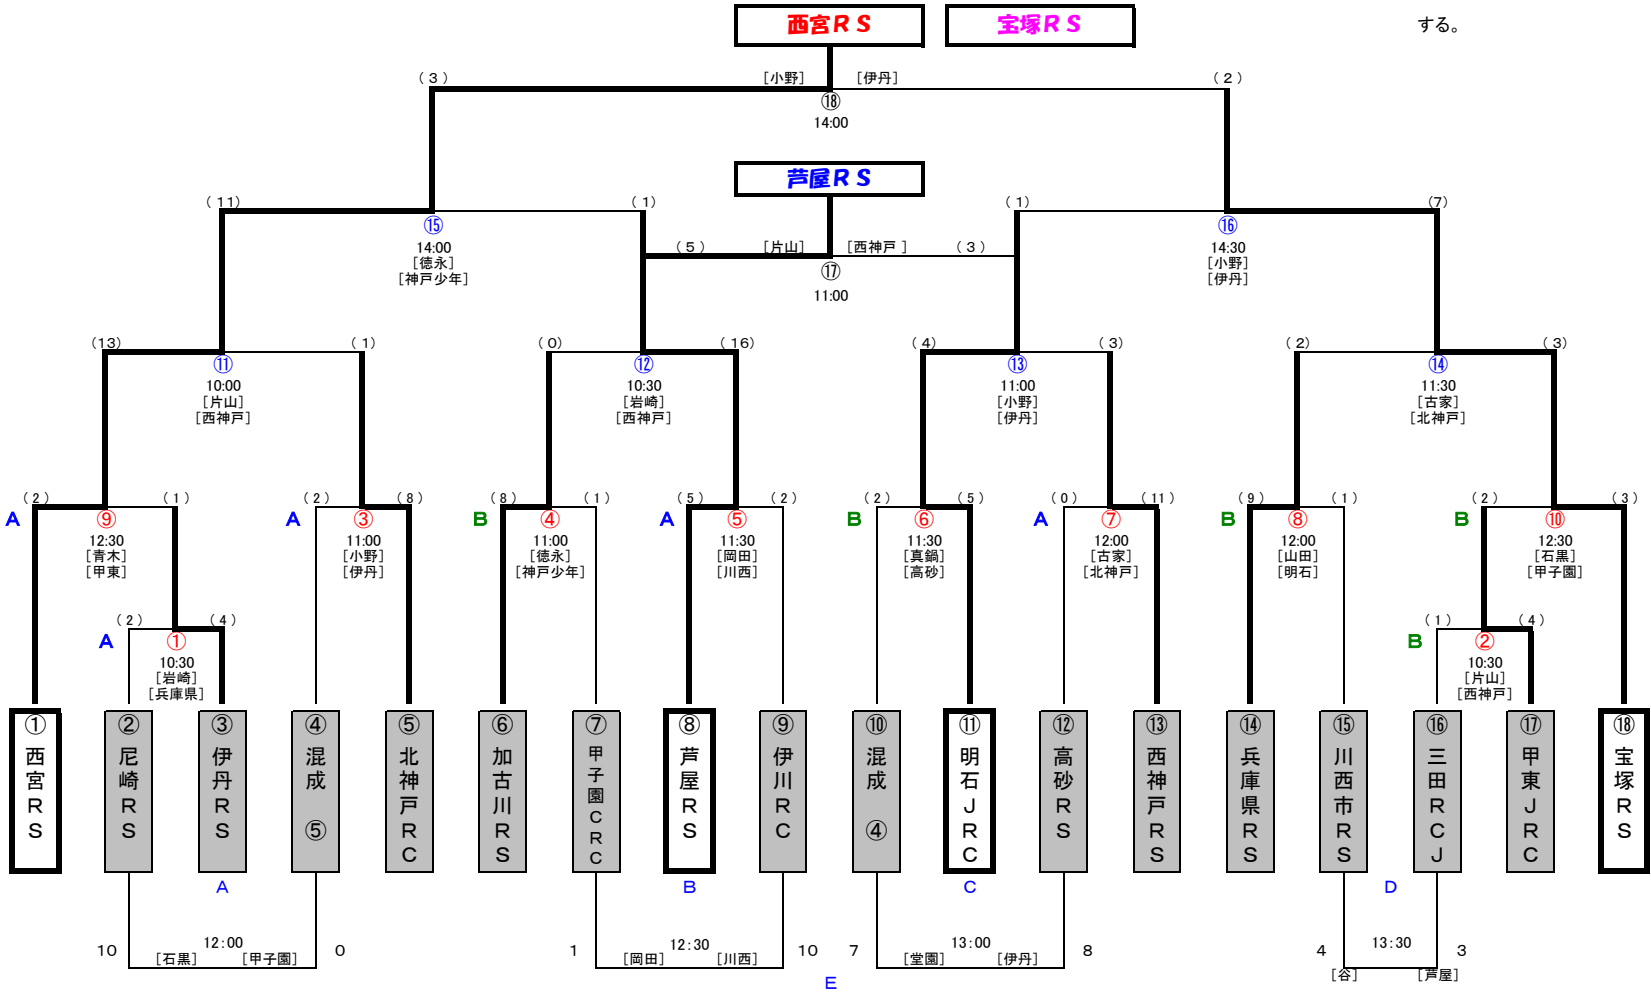 西宮ＲＳ 宝塚ＲＳ する。
（３） ［小野］ ［伊丹］ （２）
⑱
14:00
芦屋ＲＳ
（11） （１） （１） （7）
⑮ ⑯
（５） ［片山］ ［西神戸 ］ （３）
14:00 14:30
［徳永］ ⑰ ［小野］
［神戸少年］ ［伊丹］
11:00
（13） （１） （０） （16） （４） （３） （２） （３）
⑪ ⑫ ⑬ ⑭
10:00 10:30 11:00 11:30
［片山］ ［岩崎］ ［小野］ ［古家］
［西神戸］ ［西神戸］ ［伊丹］ ［北神戸］
（２） （１） （２） （８） （８） （１） （５） （２） （２） （５） （０） （11） （９） （１） （２） （３）
A ⑨ A ③ B ④ A ⑤ B ⑥ A ⑦ B ⑧ B ⑩
12:30 11:00 11:00 11:30 11:30 12:00 12:00 12:30
［青木］ ［小野］ ［徳永］ ［岡田］ ［真鍋］ ［古家］ ［山田］ ［石黒］
［甲東］ ［伊丹］ ［神戸少年］ ［川西］ ［高砂］ ［北神戸］ ［明石］ ［甲子園］
（２） （４） （１） （４）
A ① B ②
10:30 10:30
［岩崎］ ［片山］
［兵庫県］ ［西神戸］
①西宮ＲＳ
②尼崎ＲＳ
③伊丹ＲＳ
④混成 ⑤
⑤北神戸ＲＣ
⑥加古川ＲＳ
⑦甲子園ＣＲＣ
⑧芦屋ＲＳ
⑨伊川ＲＣ
⑩混成 ④
⑪明石ＪＲＣ
⑫高砂ＲＳ
⑬西神戸ＲＳ
⑭兵庫県ＲＳ
⑮川西市ＲＳ
⑯三田ＲＣＪ
⑰甲東ＪＲＣ
⑱宝塚ＲＳ
A B C D
10 12:00 0 1 12:30 10 7 13:00 8 4 13:30 3
［石黒］ ［甲子園］ ［岡田］ ［川西］ ［堂園］ ［伊丹］ ［谷］ ［芦屋］
E